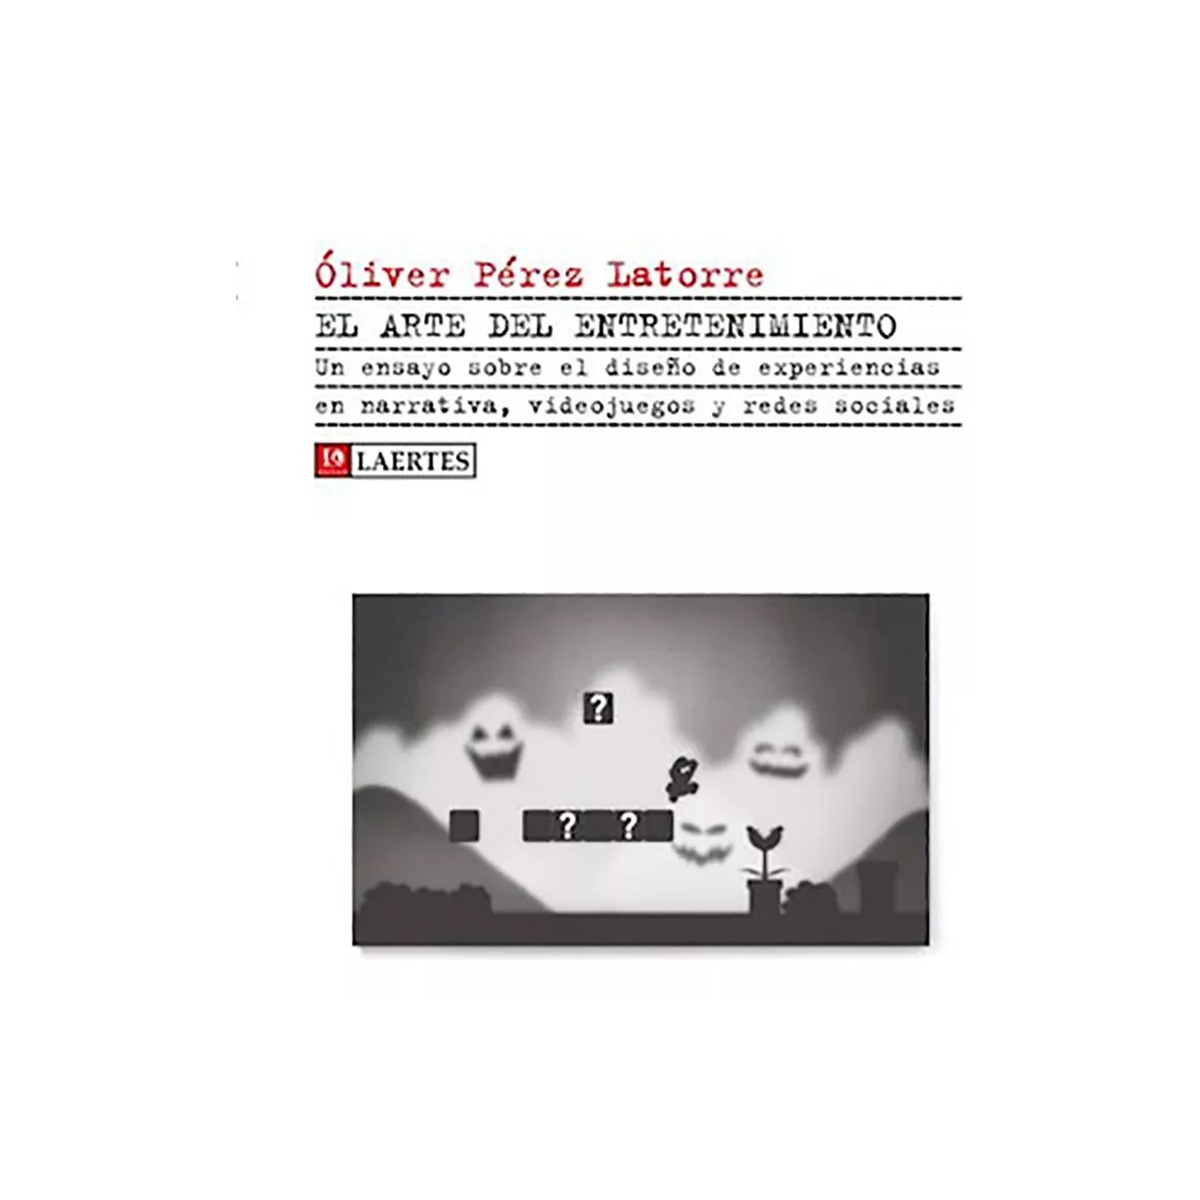 Óliver Pérez Latorre
EL ARTE DEL ENTRETENIMIENTO
Un ensayo sobre el diseño de experiencias
en narrativa, videojuegos y redes sociales
LAERTES
?
? ?